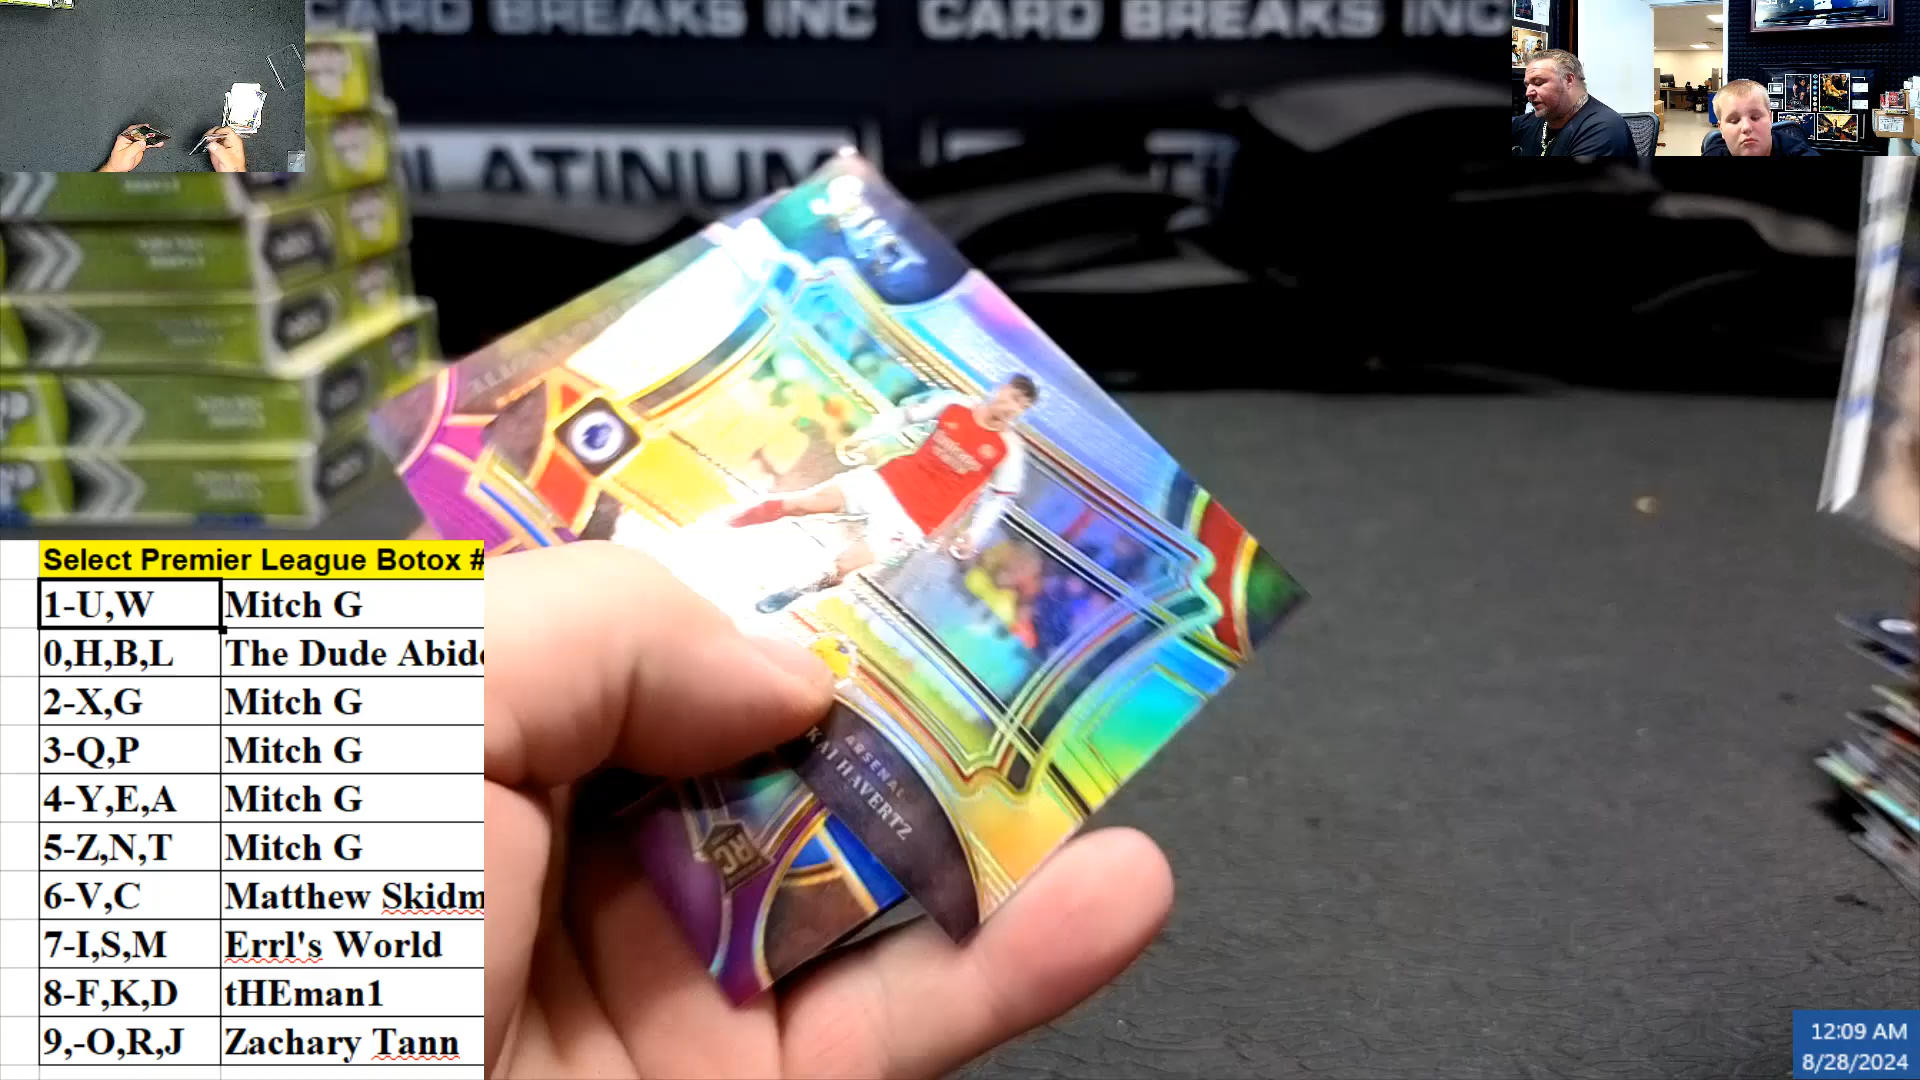 CARD BREAKS INC CARD BREAKS INC
PLATINUM
SELECT
ARSENAL
KAI HAVERTZ
Select Premier League Botox #
1-U,W Mitch G
0,H,B,L The Dude Abid
2-X,G Mitch G
3-Q,P Mitch G
4-Y,E,A Mitch G
5-Z,N,T Mitch G
6-V,C Matthew Skidm
7-I,S,M Errl's World
8-F,K,D tHEman1
9,-O,R,J Zachary Tann
12:09 AM
8/28/2024